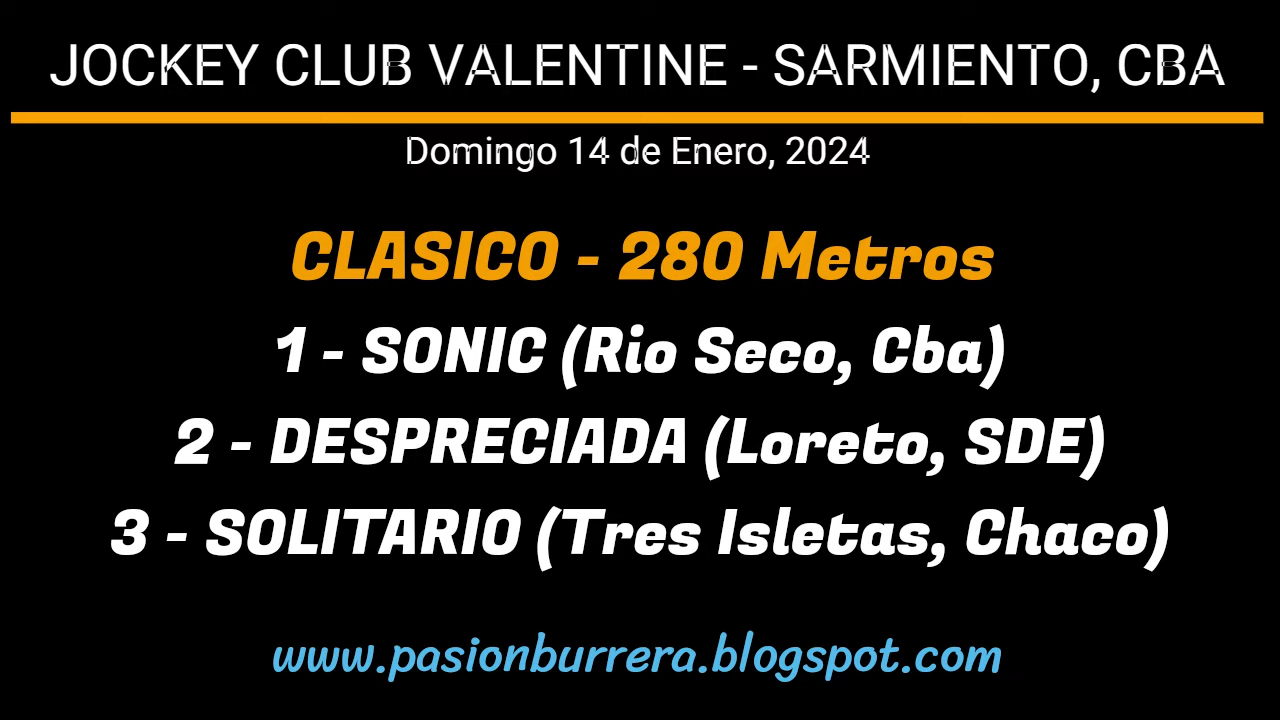 JOCKEY CLUB VALENTINE - SARMIENTO, CBA
Domingo 14 de Enero, 2024
CLASICO - 280 Metros
1 - SONIC (Rio Seco, Cba)
2 - DESPRECIADA (Loreto, SDE)
3 - SOLITARIO (Tres Isletas, Chaco)
www.pasionburrera.blogspot.com